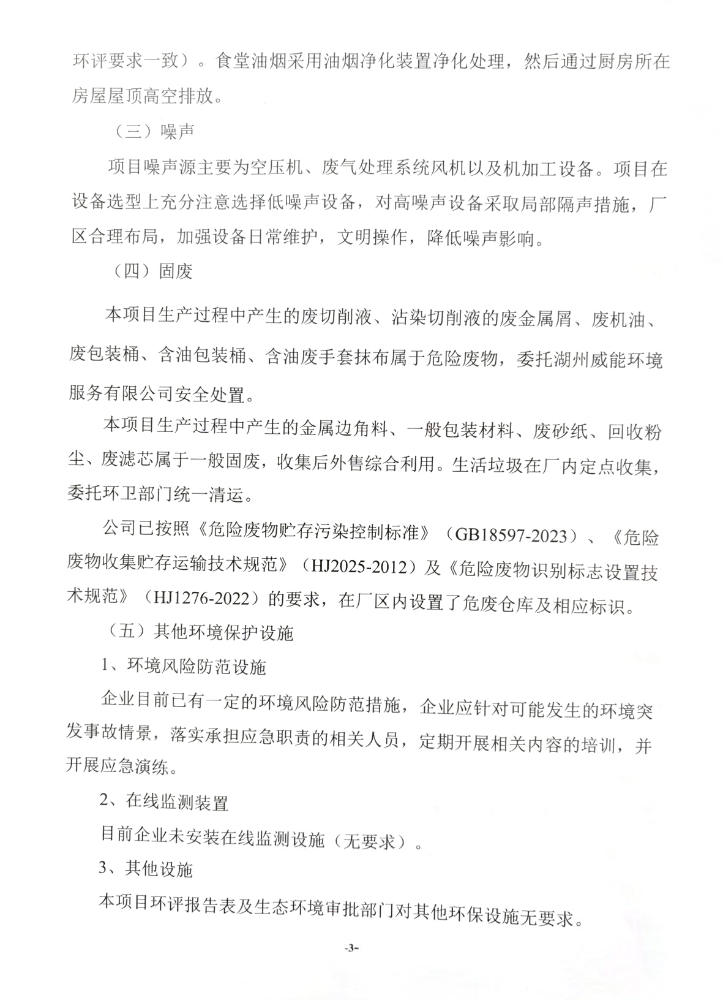 环评要求一致）。食堂油烟采用油烟净化装置净化处理，然后通过厨房所在
房屋屋顶高空排放。
（三）噪声
项目噪声源主要为空压机、废气处理系统风机以及机加工设备。项目在
设备选型上充分注意选择低噪声设备，对高噪声设备采取局部隔声措施，厂
区合理布局，加强设备日常维护，文明操作，降低噪声影响。
（四）固废
本项目生产过程中产生的废切削液、沾染切削液的废金属屑、废机油、
废包装桶、含油包装桶、含油废手套抹布属于危险废物，委托湖州威能环境
服务有限公司安全处置。
本项目生产过程中产生的金属边角料、一般包装材料、废砂纸、回收粉
尘、废滤芯属于一般固废，收集后外售综合利用。生活垃圾在厂内定点收集，
委托环卫部门统一清运。
公司已按照《危险废物贮存污染控制标准》（GB18597-2023）、《危险
废物收集贮存运输技术规范》（HJ2025-2012）及《危险废物识别标志设置技
术规范》（HJ1276-2022）的要求，在厂区内设置了危废仓库及相应标识。
（五）其他环境保护设施
1、环境风险防范设施
企业目前已有一定的环境风险防范措施，企业应针对可能发生的环境突
发事故情景，落实承担应急职责的相关人员，定期开展相关内容的培训，并
开展应急演练。
2、在线监测装置
目前企业未安装在线监测设施（无要求）。
3、其他设施
本项目环评报告表及生态环境审批部门对其他环保设施无要求。
-3-